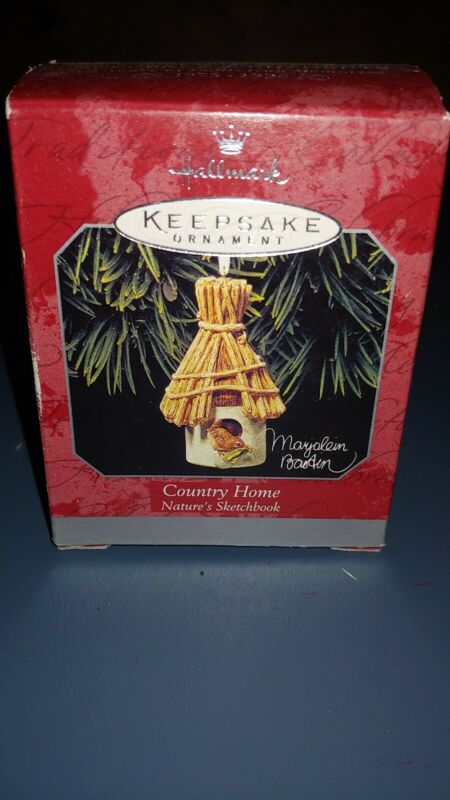 Hallmark
KEEPSAKE
ORNAMENT
Marjolein
Bastin
Country Home
Nature's Sketchbook